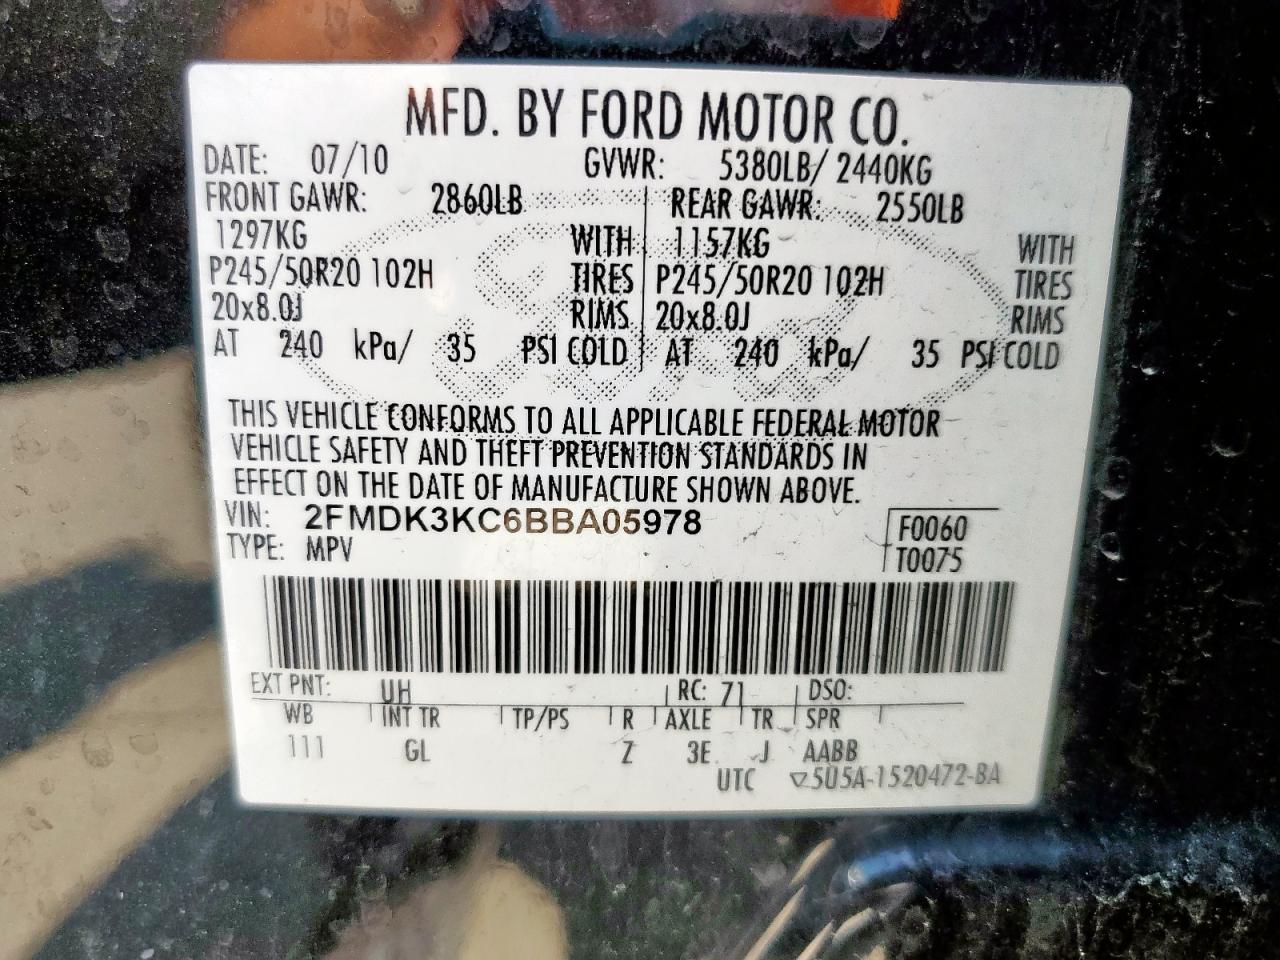 MFD. BY FORD MOTOR CO.
DATE: 07/10 GVWR: 5380LB/ 2440KG
FRONT GAWR: 2860LB REAR GAWR: 2550LB
1297KG WITH 1157KG WITH
P245/50R20 102H TIRES P245/50R20 102H TIRES
20x8.0J RIMS 20x8.0J RIMS
AT 240 kPa/ 35 PSI COLD AT 240 kPa/ 35 PSI COLD
THIS VEHICLE CONFORMS TO ALL APPLICABLE FEDERAL MOTOR
VEHICLE SAFETY AND THEFT PREVENTION STANDARDS IN
EFFECT ON THE DATE OF MANUFACTURE SHOWN ABOVE.
VIN: 2FMDK3KC6BBA05978 F0060
TYPE: MPV T0075
EXT PNT: UH RC: 71 DSO:
WB INT TR TP/PS R AXLE TR SPR
111 GL Z 3E J AABB
UTC ▽5U5A-1520472-BA